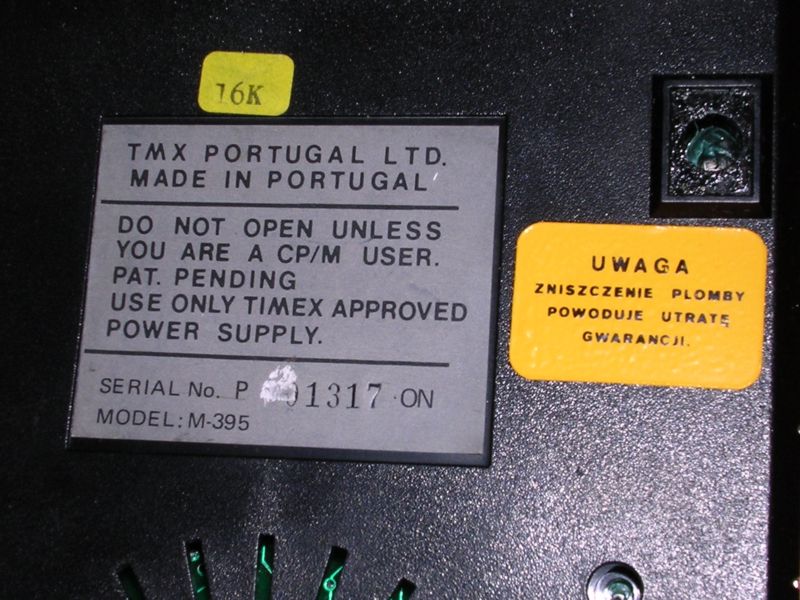 16K
TMX PORTUGAL LTD.
MADE IN PORTUGAL
DO NOT OPEN UNLESS
YOU ARE A CP/M USER.
PAT. PENDING
USE ONLY TIMEX APPROVED
POWER SUPPLY.
SERIAL No. P 1317 ON
MODEL: M-395
UWAGA
ZNISZCZENIE PLOMBY
POWODUJE UTRATĘ
GWARANCJI.